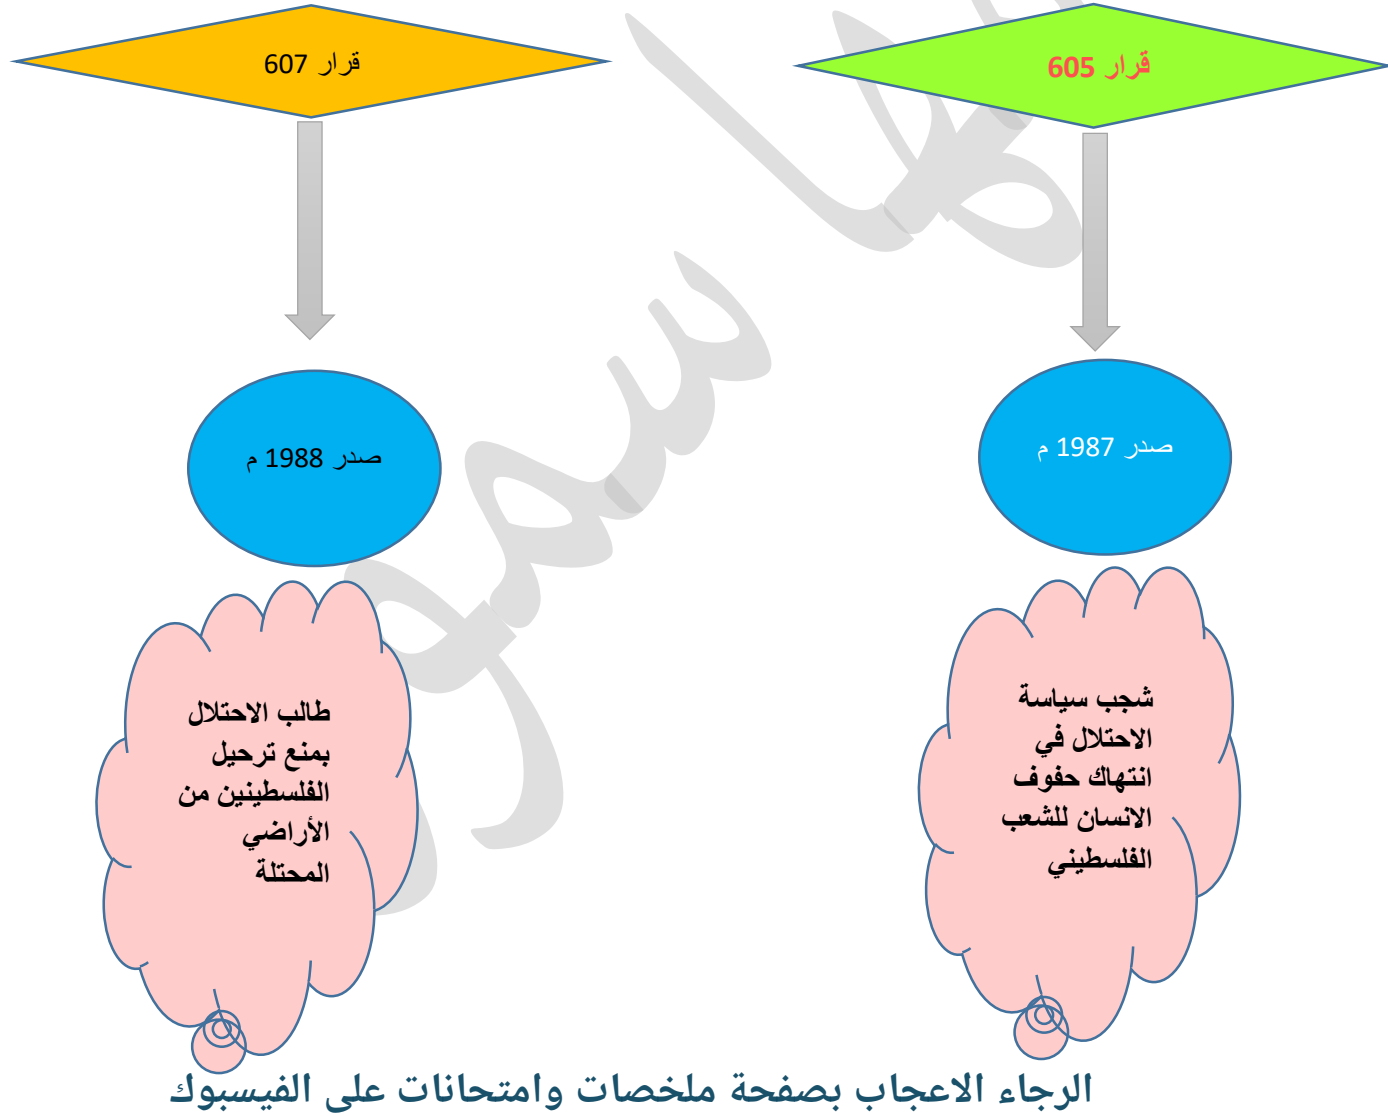 قرار 605
صدر 1987 م
شجب سياسة
الاحتلال في
انتهاك حفوف
الانسان للشعب
الفلسطيني
قرار 607
صدر 1988 م
طالب الاحتلال
بمنع ترحيل
الفلسطينين من
الأراضي
المحتلة
الرجاء الاعجاب بصفحة ملخصات وامتحانات على الفيسبوك